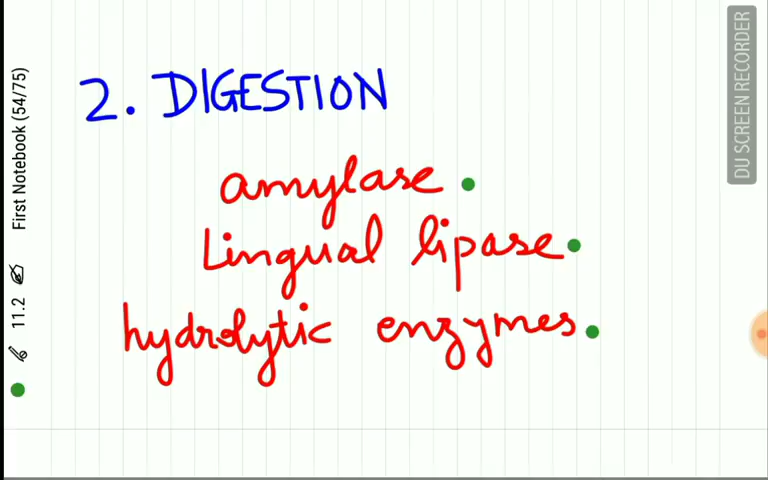 2. DIGESTION
amylase.
Lingual lipase.
hydrolytic enzymes.
First Notebook (54/75)
11.2
DU SCREEN RECORDER